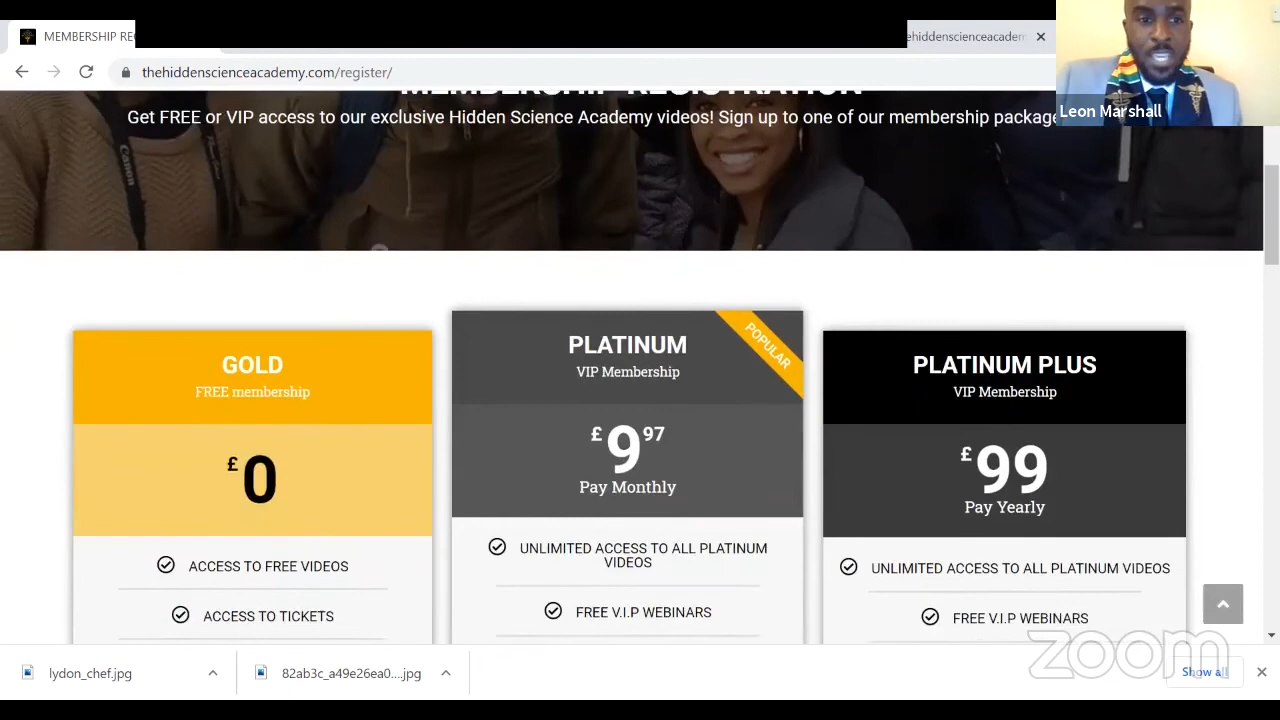 MEMBERSHIP RE
ehiddenscienceacadem
thehiddenscienceacademy.com/register/
Leon Marshall
MEMBERSHIP REGISTRATION
Get FREE or VIP access to our exclusive Hidden Science Academy videos! Sign up to one of our membership package
Canon
GOLD
FREE membership
£0
ACCESS TO FREE VIDEOS
ACCESS TO TICKETS
POPULAR
PLATINUM
VIP Membership
£9 97
Pay Monthly
UNLIMITED ACCESS TO ALL PLATINUM
VIDEOS
FREE V.I.P WEBINARS
PLATINUM PLUS
VIP Membership
£99
Pay Yearly
UNLIMITED ACCESS TO ALL PLATINUM VIDEOS
FREE V.I.P WEBINARS
zoom
lydon_chef.jpg
82ab3c_a49e26ea0....jpg
Show all